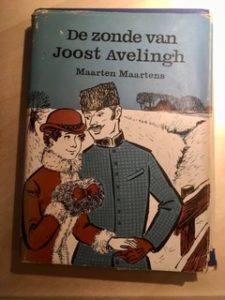 De zonde van
Joost Avelingh
Maarten Maartens